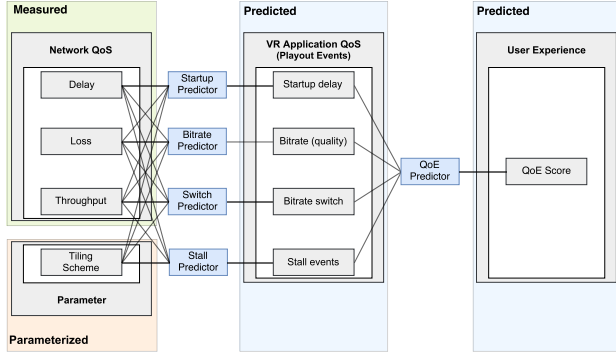 Measured
Predicted
Predicted
Network QoS
VR Application QoS
(Playout Events)
User Experience
Delay
Startup
Predictor
Startup delay
Loss
Bitrate
Predictor
Bitrate (quality)
QoE
Predictor
QoE Score
Throughput
Switch
Predictor
Bitrate switch
Tiling
Scheme
Stall
Predictor
Stall events
Parameter
Parameterized